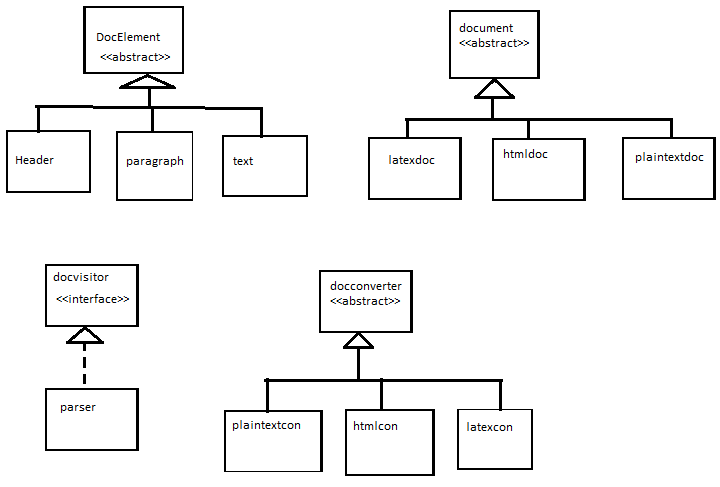 DocElement
<<abstract>>
document
<<abstract>>
Header
paragraph
text
latexdoc
htmldoc
plaintextdoc
docvisitor
<<interface>>
docconverter
<<abstract>>
parser
plaintextcon
htmlcon
latexcon